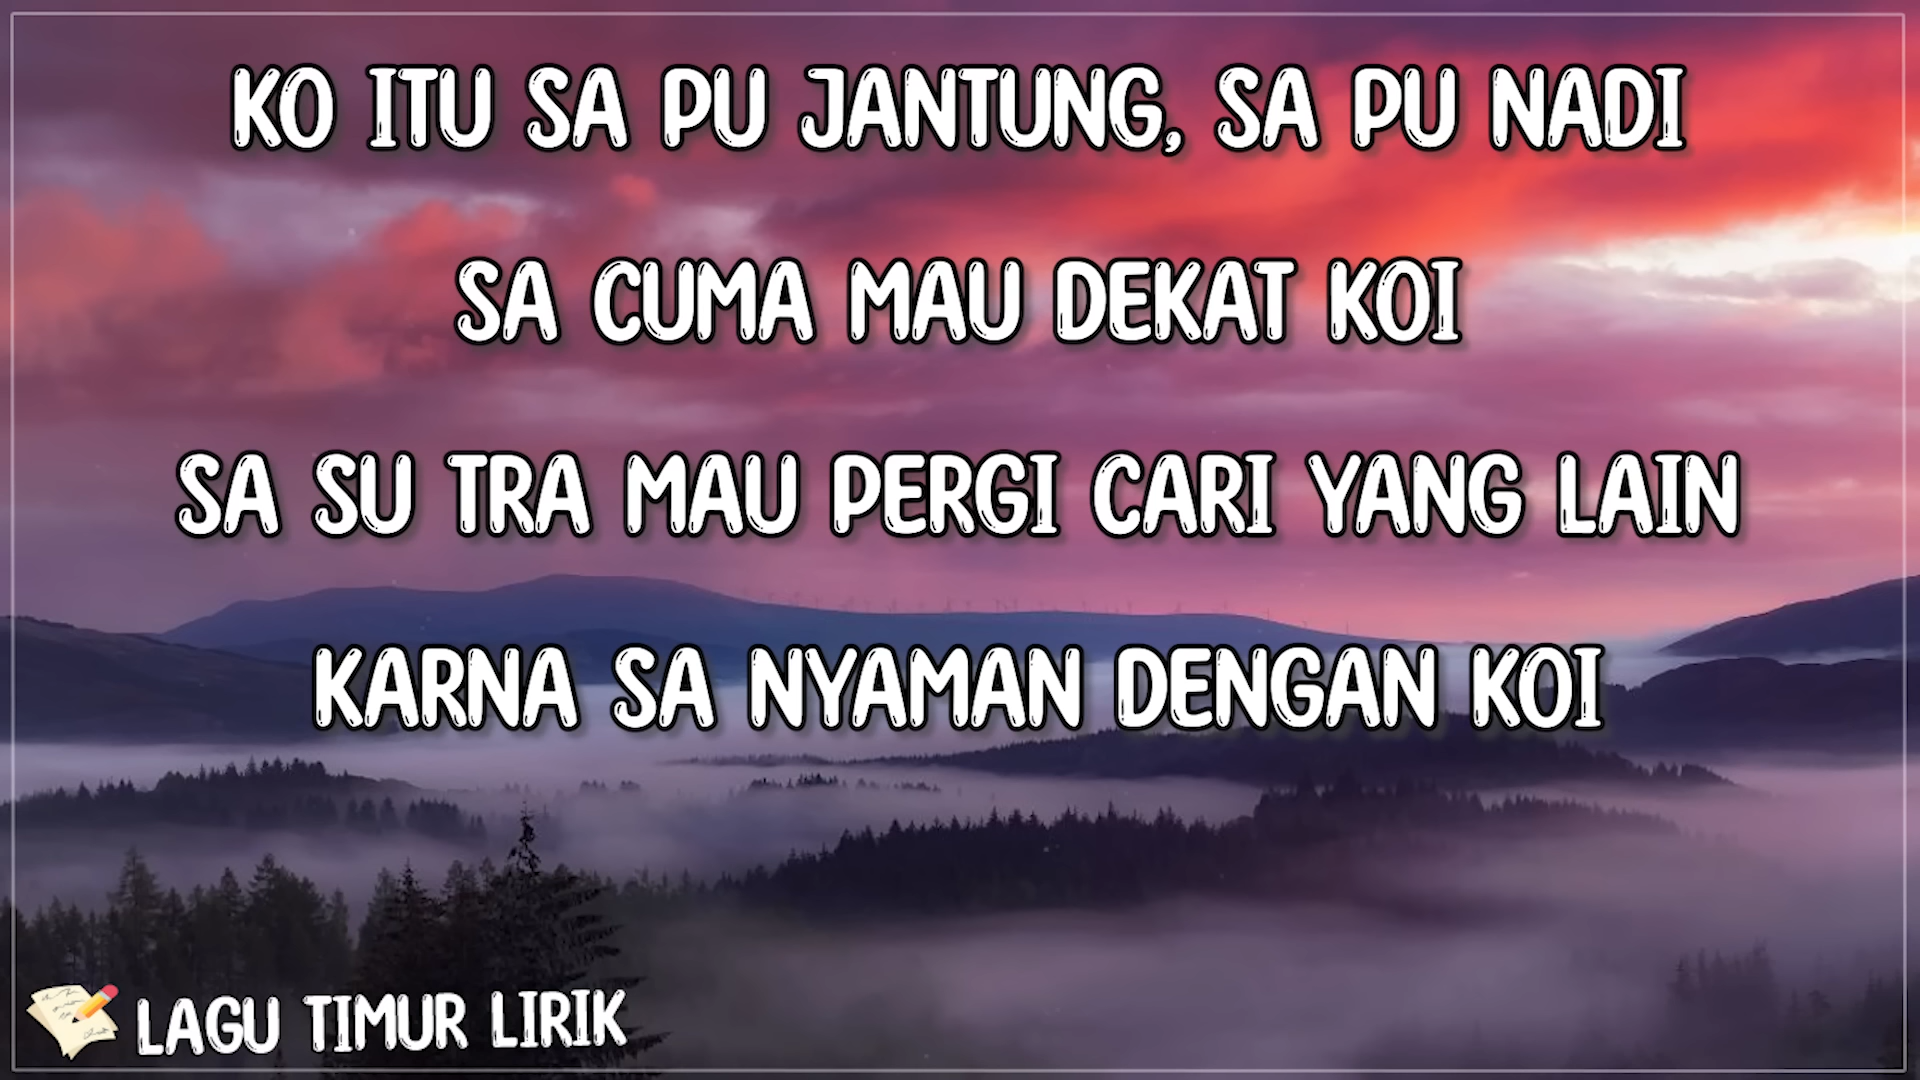 KO ITU SA PU JANTUNG, SA PU NADI
SA CUMA MAU DEKAT KOI
SA SU TRA MAU PERGI CARI YANG LAIN
KARNA SA NYAMAN DENGAN KOI
LAGU TIMUR LIRIK